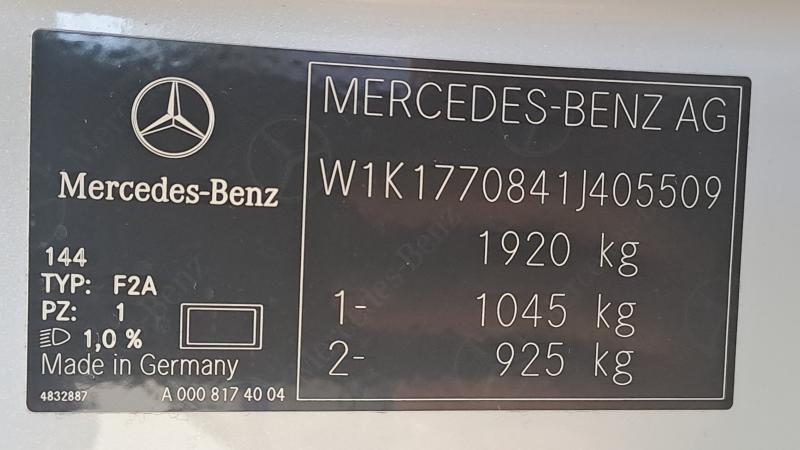 Mercedes-Benz
144
TYP: F2A
PZ: 1
1,0 %
Made in Germany
4832887 A 000 817 40 04
MERCEDES-BENZ AG
W1K1770841J405509
1920 kg
1- 1045 kg
2- 925 kg